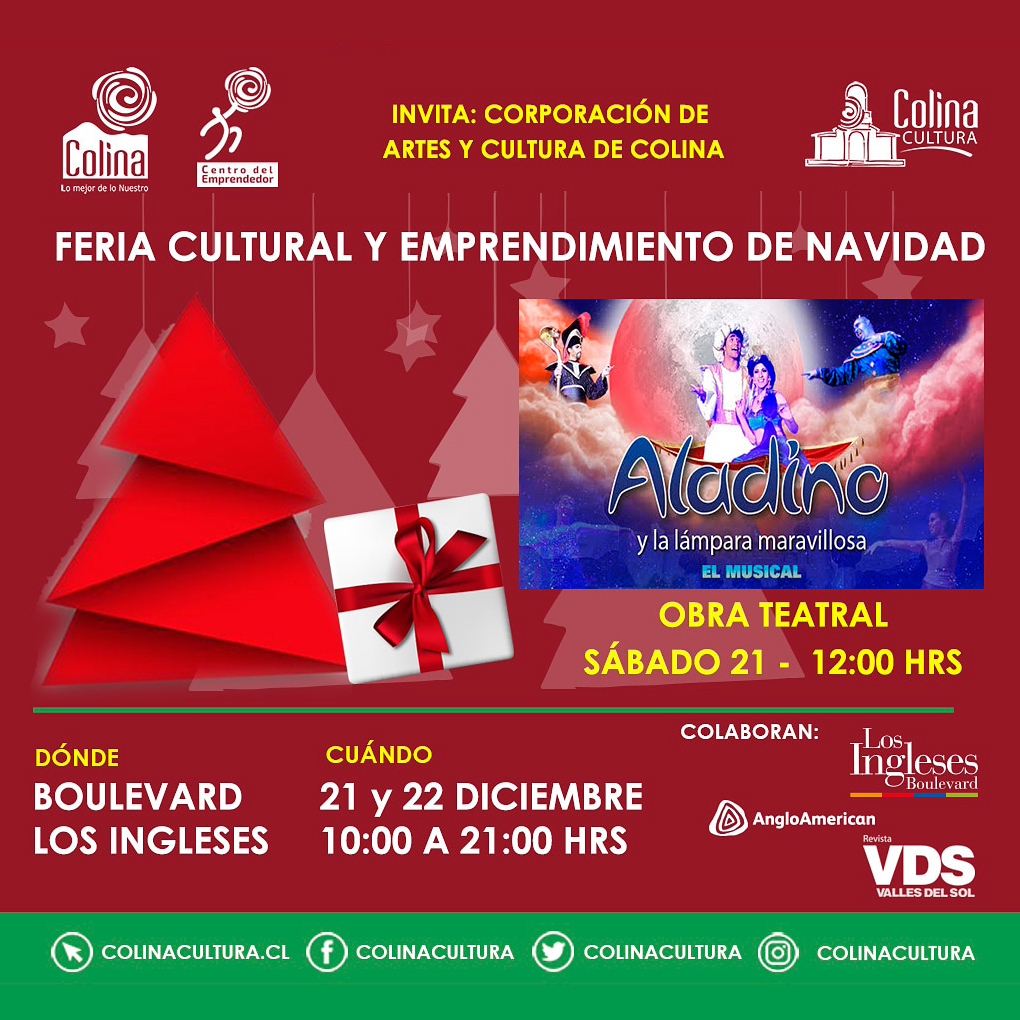 Colina
Lo mejor de lo Nuestro
Centro del
Emprendedor
INVITA: CORPORACIÓN DE
ARTES Y CULTURA DE COLINA
Colina
CULTURA
FERIA CULTURAL Y EMPRENDIMIENTO DE NAVIDAD
Aladino
y la lámpara maravillosa
EL MUSICAL
OBRA TEATRAL
SÁBADO 21 - 12:00 HRS
DÓNDE
BOULEVARD
LOS INGLESES
CUÁNDO
21 y 22 DICIEMBRE
10:00 A 21:00 HRS
COLABORAN:
Los
Ingleses
Boulevard
AngloAmerican
Revista
VDS
VALLES DEL SOL
COLINACULTURA.CL
COLINACULTURA
COLINACULTURA
COLINACULTURA